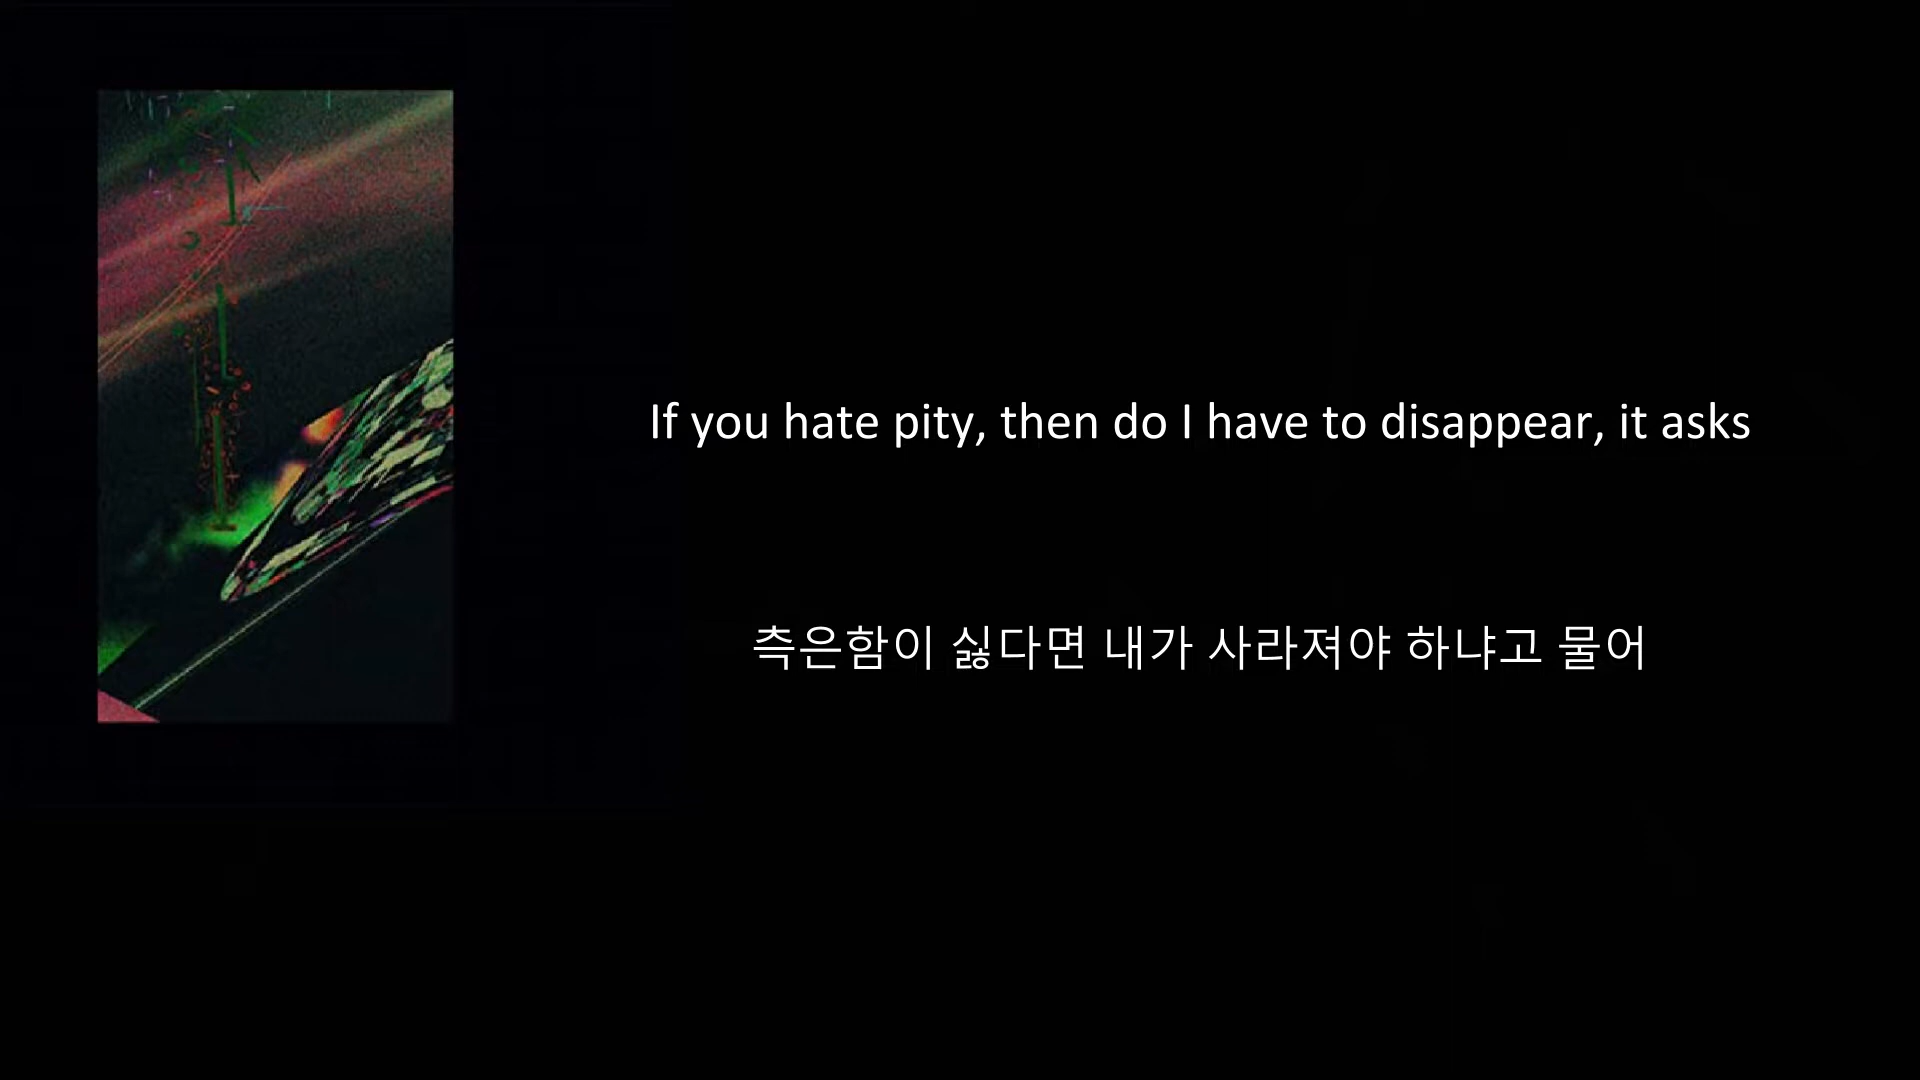 If you hate pity, then do I have to disappear, it asks
측은함이 싫다면 내가 사라져야 하냐고 물어